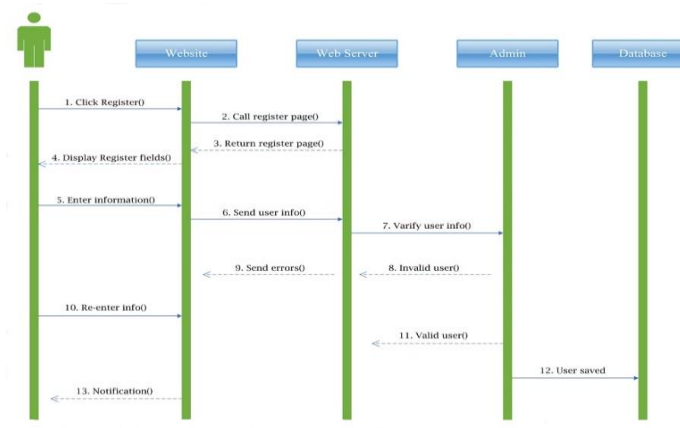 Website
Web Server
Admin
Database
1. Click Register()
2. Call register page()
3. Return register page()
4. Display Register fields()
5. Enter information()
6. Send user info()
7. Varify user info()
8. Invalid user()
9. Send errors()
10. Re-enter info()
11. Valid user()
12. User saved
13. Notification()